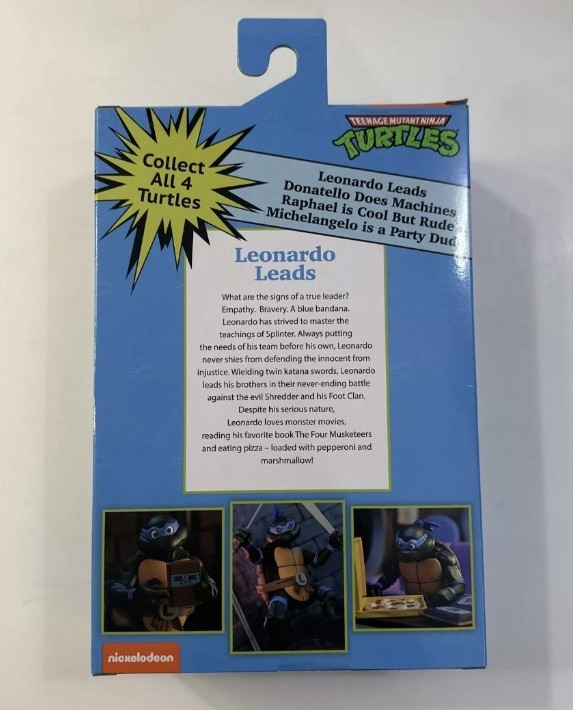 TEENAGE MUTANT NINJA
TURTLES
Collect
All 4
Turtles
Leonardo Leads
Donatello Does Machines
Raphael is Cool But Rude
Michelangelo is a Party Dud
Leonardo
Leads
What are the signs of a true leader?
Empathy. Bravery. A blue bandana.
Leonardo has strived to master the
teachings of Splinter. Always putting
the needs of his team before his own, Leonardo
never shies from defending the innocent from
injustice. Wielding twin katana swords, Leonardo
leads his brothers in their never-ending battle
against the evil Shredder and his Foot Clan.
Despite his serious nature,
Leonardo loves monster movies,
reading his favorite book The Four Musketeers
and eating pizza – loaded with pepperoni and
marshmallow!
L
nickelodeon